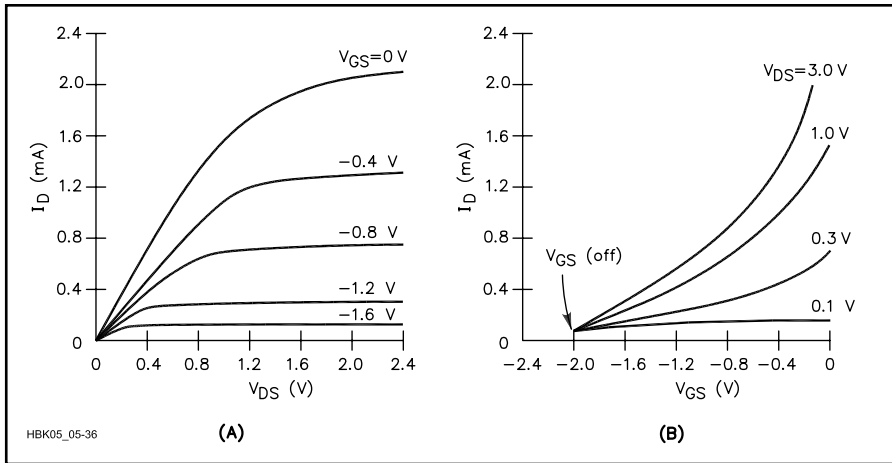 2.4
2.0
1.6
1.2
0.8
0.4
0
I_D (mA)
V_GS=0 V
−0.4 V
−0.8 V
−1.2 V
−1.6 V
0 0.4 0.8 1.2 1.6 2.0 2.4
V_DS (V)
(A)
2.4
2.0
1.6
1.2
0.8
0.4
0
I_D (mA)
V_DS=3.0 V
1.0 V
0.3 V
0.1 V
V_GS (off)
−2.4 −2.0 −1.6 −1.2 −0.8 −0.4 0
V_GS (V)
(B)
HBK05_05-36